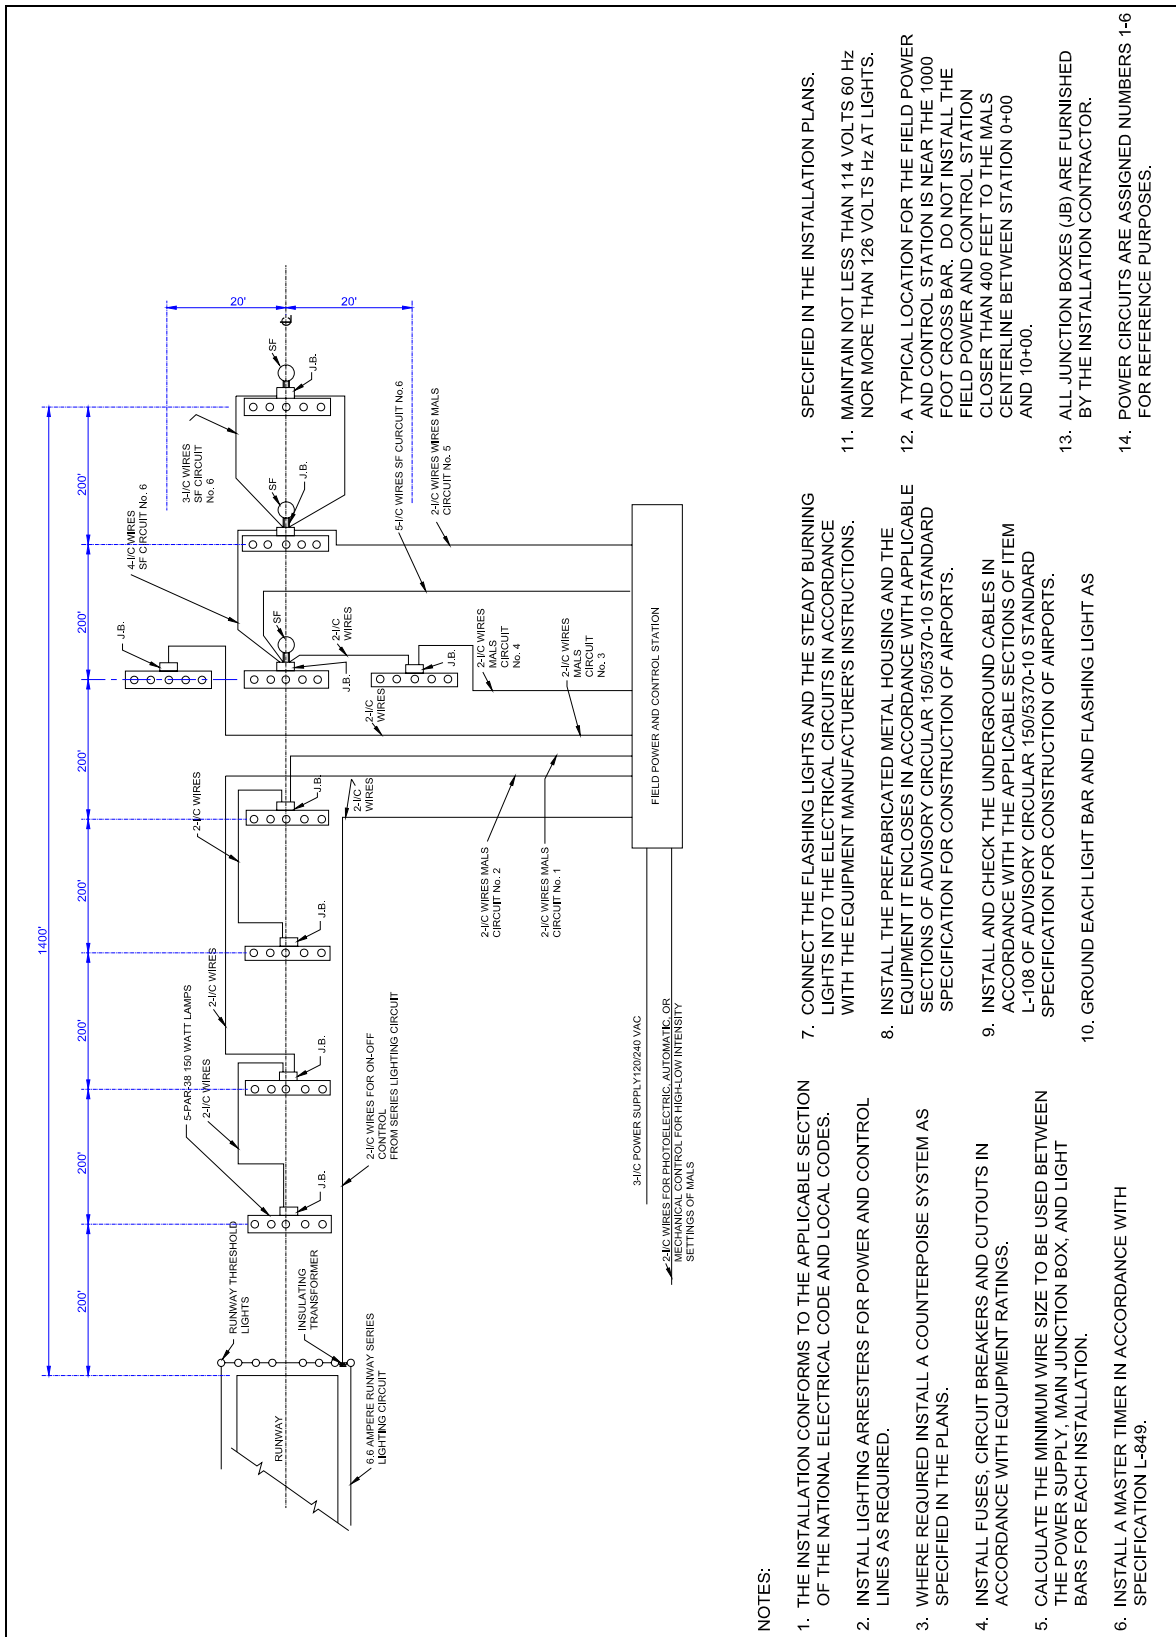 1400'
200'
200'
200'
200'
200'
200'
200'
20'
20'
RUNWAY
RUNWAY THRESHOLD
LIGHTS
INSULATING
TRANSFORMER
6.6 AMPERE RUNWAY SERIES
LIGHTING CIRCUIT
5-PAR-38 150 WATT LAMPS
2-I/C WIRES
J.B.
2-I/C WIRES
J.B.
2-I/C WIRES FOR ON-OFF
CONTROL
FROM SERIES LIGHTING CIRCUIT
J.B.
2-I/C WIRES
J.B.
2-I/C
WIRES
2-I/C
WIRES
J.B.
J.B.
SF
2-I/C
WIRES
J.B.
4-I/C WIRES
SF CIRCUIT No. 6
SF
J.B.
3-I/C WIRES
SF CIRCUIT
No. 6
SF
J.B.
2-I/C WIRES MALS
CIRCUIT No. 2
2-I/C WIRES MALS
CIRCUIT No. 1
2-I/C WIRES
MALS
CIRCUIT
No. 4
2-I/C WIRES
MALS
CIRCUIT
No. 3
5-I/C WIRES SF CURCUIT No.6
2-I/C WIRES WIRES MALS
CIRCUIT No. 5
FIELD POWER AND CONTROL STATION
3-I/C POWER SUPPLY120/240 VAC
2-I/C WIRES FOR PHOTOELECTRIC, AUTOMATIC, OR
MECHANICAL CONTROL FOR HIGH-LOW INTENSITY
SETTINGS OF MALS
NOTES:
1. THE INSTALLATION CONFORMS TO THE APPLICABLE SECTION
OF THE NATIONAL ELECTRICAL CODE AND LOCAL CODES.
2. INSTALL LIGHTING ARRESTERS FOR POWER AND CONTROL
LINES AS REQUIRED.
3. WHERE REQUIRED INSTALL A COUNTERPOISE SYSTEM AS
SPECIFIED IN THE PLANS.
4. INSTALL FUSES, CIRCUIT BREAKERS AND CUTOUTS IN
ACCORDANCE WITH EQUIPMENT RATINGS.
5. CALCULATE THE MINIMUM WIRE SIZE TO BE USED BETWEEN
THE POWER SUPPLY, MAIN JUNCTION BOX, AND LIGHT
BARS FOR EACH INSTALLATION.
6. INSTALL A MASTER TIMER IN ACCORDANCE WITH
SPECIFICATION L-849.
7. CONNECT THE FLASHING LIGHTS AND THE STEADY BURNING
LIGHTS INTO THE ELECTRICAL CIRCUITS IN ACCORDANCE
WITH THE EQUIPMENT MANUFACTURER'S INSTRUCTIONS.
8. INSTALL THE PREFABRICATED METAL HOUSING AND THE
EQUIPMENT IT ENCLOSES IN ACCORDANCE WITH APPLICABLE
SECTIONS OF ADVISORY CIRCULAR 150/5370-10 STANDARD
SPECIFICATION FOR CONSTRUCTION OF AIRPORTS.
9. INSTALL AND CHECK THE UNDERGROUND CABLES IN
ACCORDANCE WITH THE APPLICABLE SECTIONS OF ITEM
L-108 OF ADVISORY CIRCULAR 150/5370-10 STANDARD
SPECIFICATION FOR CONSTRUCTION OF AIRPORTS.
10. GROUND EACH LIGHT BAR AND FLASHING LIGHT AS
SPECIFIED IN THE INSTALLATION PLANS.
11. MAINTAIN NOT LESS THAN 114 VOLTS 60 Hz
NOR MORE THAN 126 VOLTS Hz AT LIGHTS.
12. A TYPICAL LOCATION FOR THE FIELD POWER
AND CONTROL STATION IS NEAR THE 1000
FOOT CROSS BAR. DO NOT INSTALL THE
FIELD POWER AND CONTROL STATION
CLOSER THAN 400 FEET TO THE MALS
CENTERLINE BETWEEN STATION 0+00
AND 10+00.
13. ALL JUNCTION BOXES (JB) ARE FURNISHED
BY THE INSTALLATION CONTRACTOR.
14. POWER CIRCUITS ARE ASSIGNED NUMBERS 1-6
FOR REFERENCE PURPOSES.